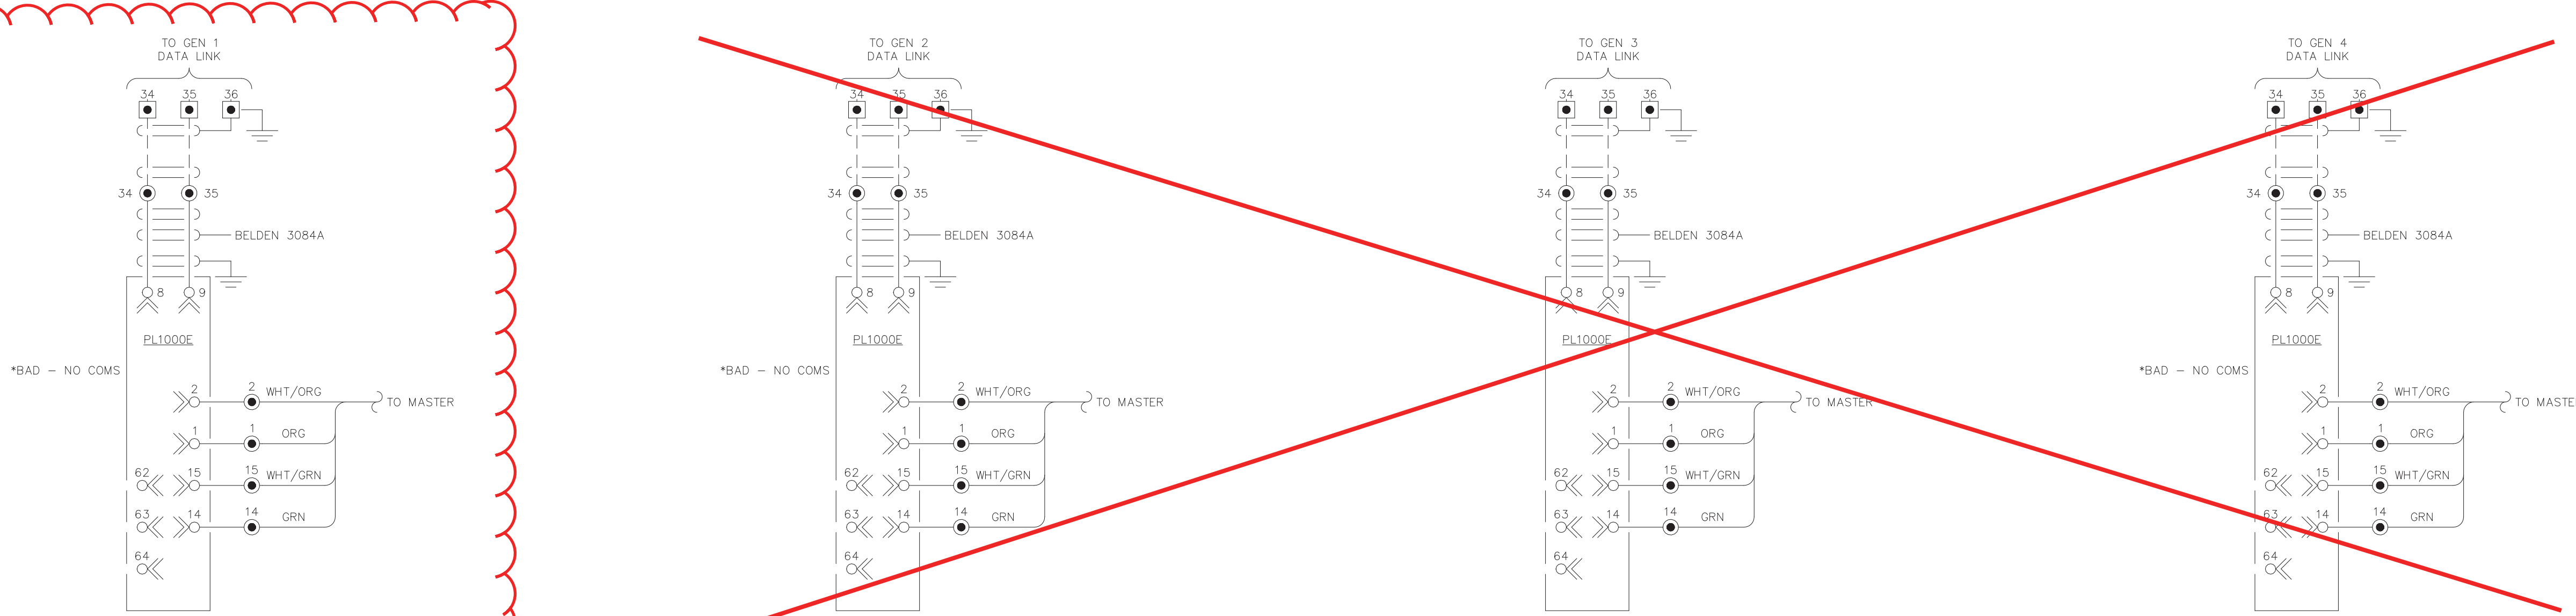 TO GEN 1
DATA LINK
34 35 36
34 35
BELDEN 3084A
8 9
PL1000E
*BAD – NO COMS
2 2 WHT/ORG
TO MASTER
1 1 ORG
62 15 15 WHT/GRN
63 14 14 GRN
64
TO GEN 2
DATA LINK
34 35 36
34 35
BELDEN 3084A
8 9
PL1000E
*BAD – NO COMS
2 2 WHT/ORG
TO MASTER
1 1 ORG
62 15 15 WHT/GRN
63 14 14 GRN
64
TO GEN 3
DATA LINK
34 35 36
34 35
BELDEN 3084A
8 9
PL1000E
2 2 WHT/ORG
TO MASTER
1 1 ORG
62 15 15 WHT/GRN
63 14 14 GRN
64
TO GEN 4
DATA LINK
34 35 36
34 35
BELDEN 3084A
8 9
PL1000E
*BAD – NO COMS
2 2 WHT/ORG
TO MASTE
1 1 ORG
62 15 15 WHT/GRN
63 14 14 GRN
64